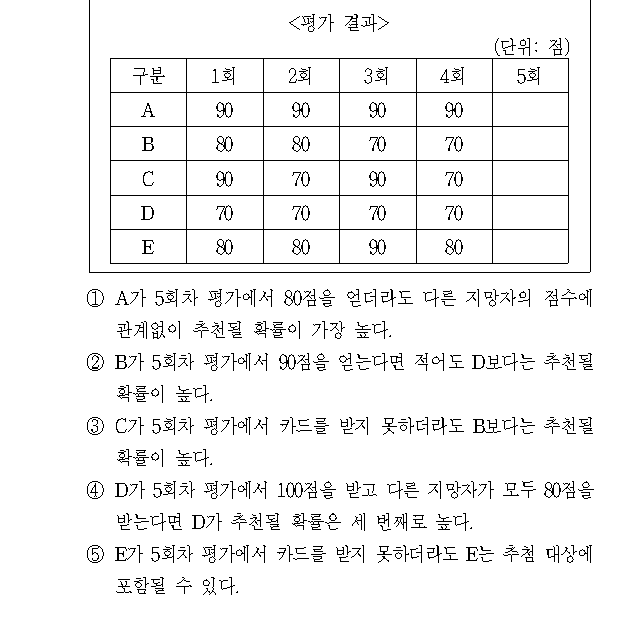 <평가 결과>
(단위: 점)
구분 1회 2회 3회 4회 5회
A 90 90 90 90
B 80 80 70 70
C 90 70 90 70
D 70 70 70 70
E 80 80 90 80
① A가 5회차 평가에서 80점을 얻더라도 다른 지망자의 점수에
관계없이 추천될 확률이 가장 높다.
② B가 5회차 평가에서 90점을 얻는다면 적어도 D보다는 추천될
확률이 높다.
③ C가 5회차 평가에서 카드를 받지 못하더라도 B보다는 추천될
확률이 높다.
④ D가 5회차 평가에서 100점을 받고 다른 지망자가 모두 80점을
받는다면 D가 추천될 확률은 세 번째로 높다.
⑤ E가 5회차 평가에서 카드를 받지 못하더라도 E는 추첨 대상에
포함될 수 있다.